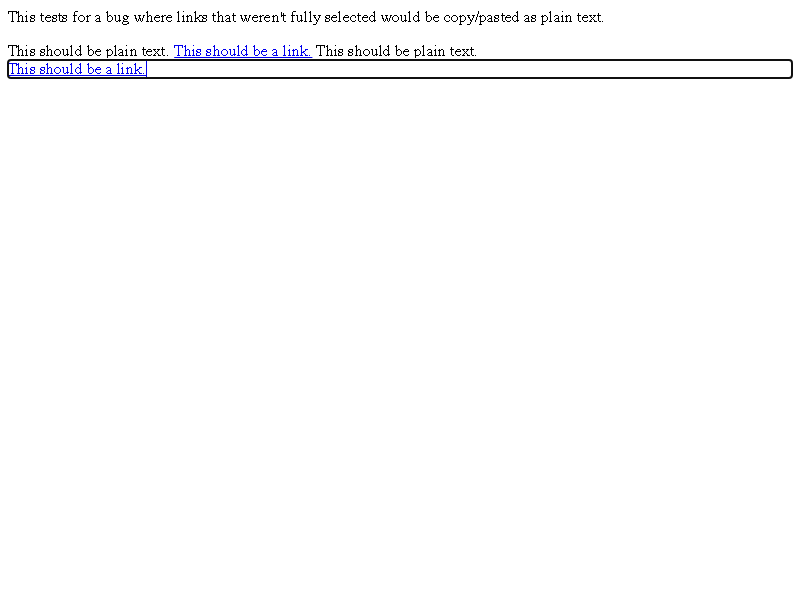 This tests for a bug where links that weren't fully selected would be copy/pasted as plain text.
This should be plain text. This should be a link. This should be plain text.
This should be a link.